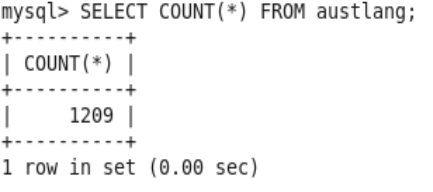 mysql> SELECT COUNT(*) FROM austlang;
+----------+
| COUNT(*) |
+----------+
|     1209 |
+----------+
1 row in set (0.00 sec)